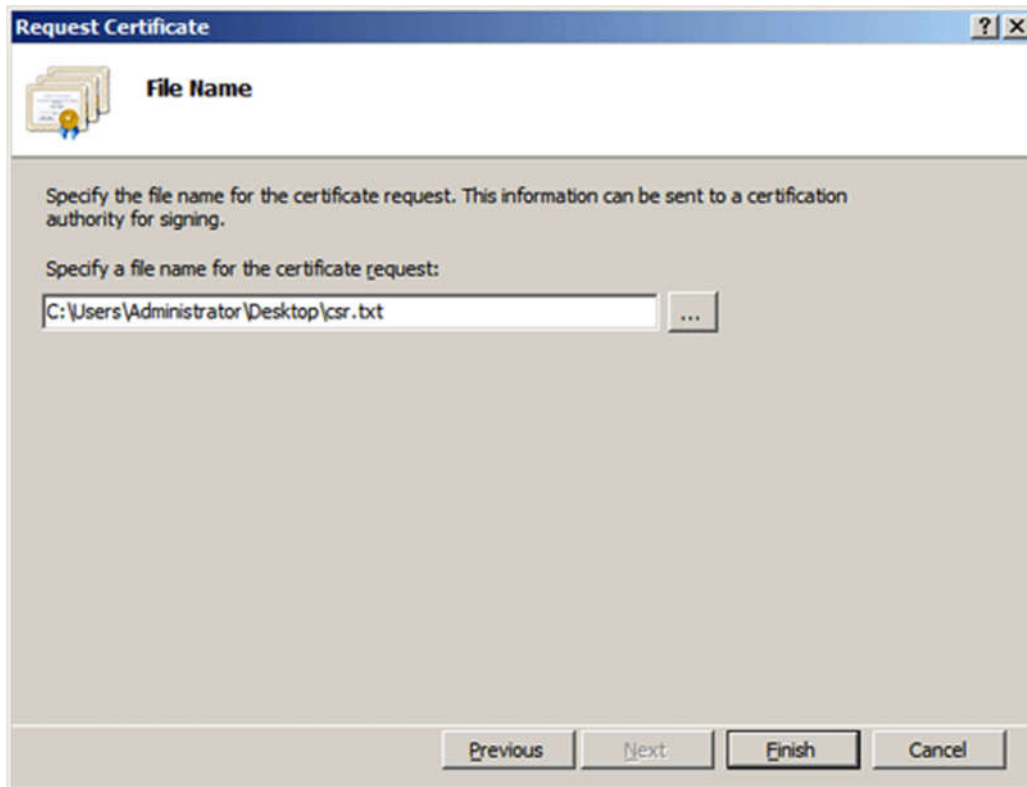 Request Certificate
File Name
Specify the file name for the certificate request. This information can be sent to a certification
authority for signing.
Specify a file name for the certificate request:
C:\Users\Administrator\Desktop\csr.txt
...
Previous
Next
Finish
Cancel